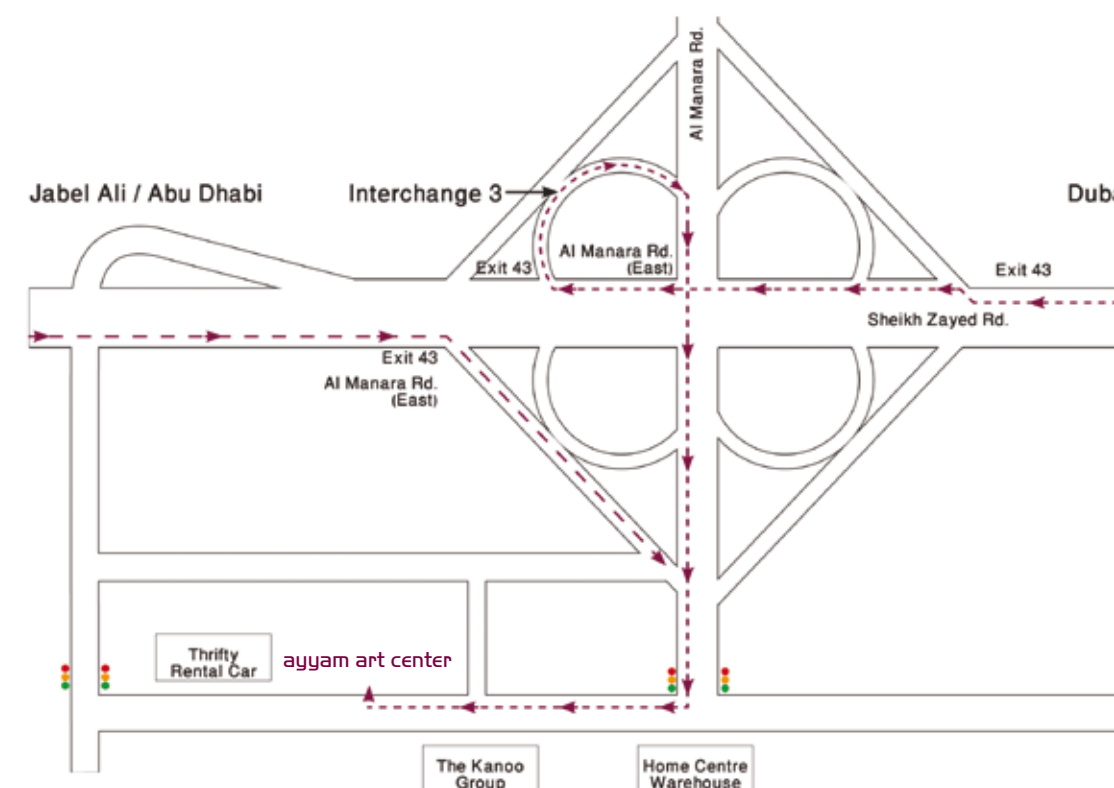 Al Manara Rd.
Jabel Ali / Abu Dhabi
Interchange 3
Duba
Al Manara Rd.
(East)
Exit 43
Exit 43
Sheikh Zayed Rd.
Exit 43
Al Manara Rd.
(East)
Thrifty
Rental Car
ayyam art center
The Kanoo
Group
Home Centre
Warehouse